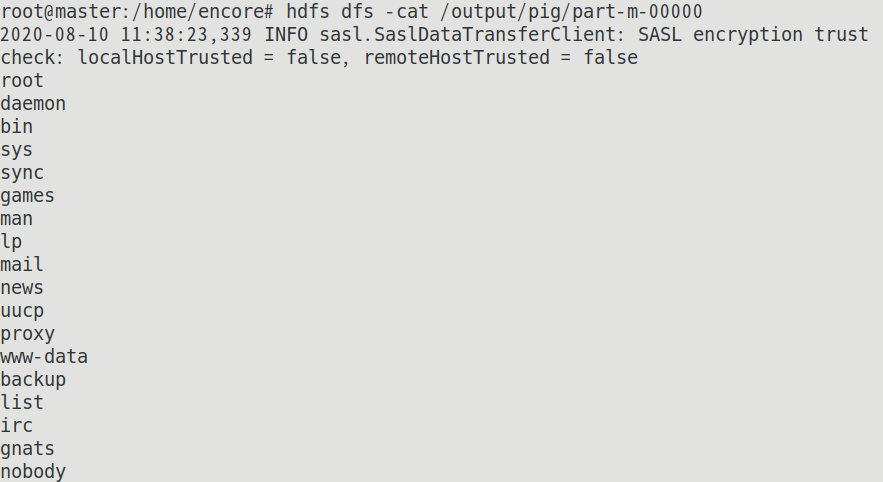 root@master:/home/encore# hdfs dfs -cat /output/pig/part-m-00000
2020-08-10 11:38:23,339 INFO sasl.SaslDataTransferClient: SASL encryption trust
check: localHostTrusted = false, remoteHostTrusted = false
root
daemon
bin
sys
sync
games
man
lp
mail
news
uucp
proxy
www-data
backup
list
irc
gnats
nobody